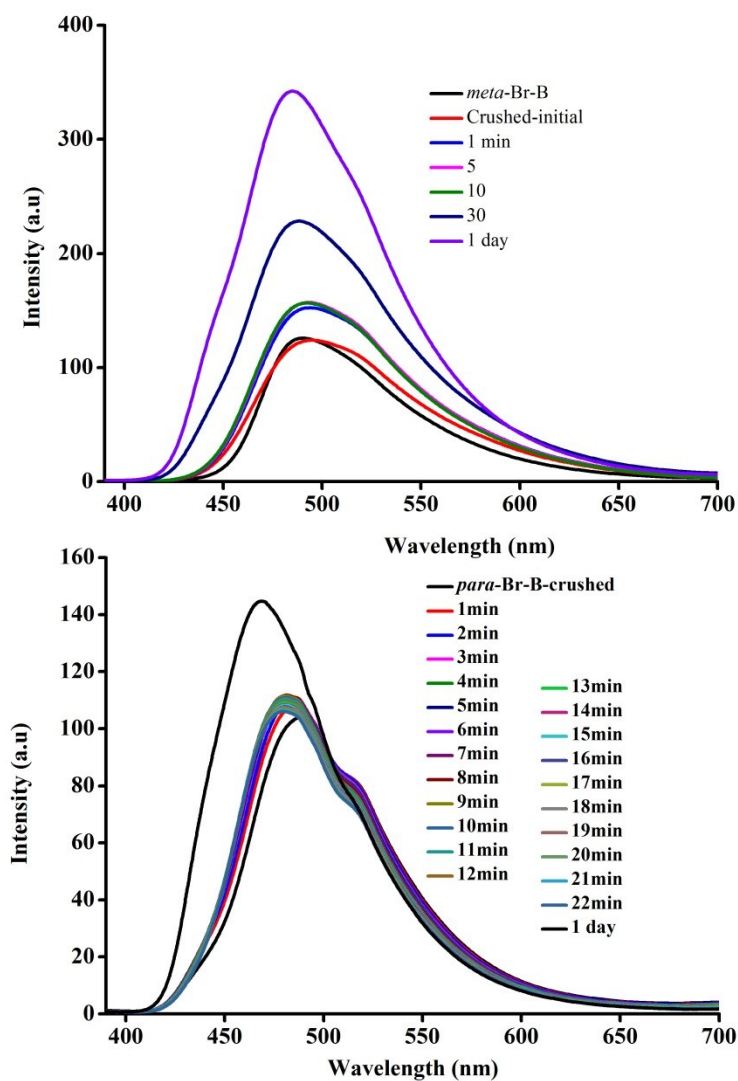 400
300
200
100
0
Intensity (a.u)
meta-Br-B
Crushed-initial
1 min
5
10
30
1 day
400 450 500 550 600 650 700
Wavelength (nm)
160
140
120
100
80
60
40
20
0
Intensity (a.u)
para-Br-B-crushed
1min
2min
3min
4min
5min
6min
7min
8min
9min
10min
11min
12min
13min
14min
15min
16min
17min
18min
19min
20min
21min
22min
1 day
400 450 500 550 600 650 700
Wavelength (nm)